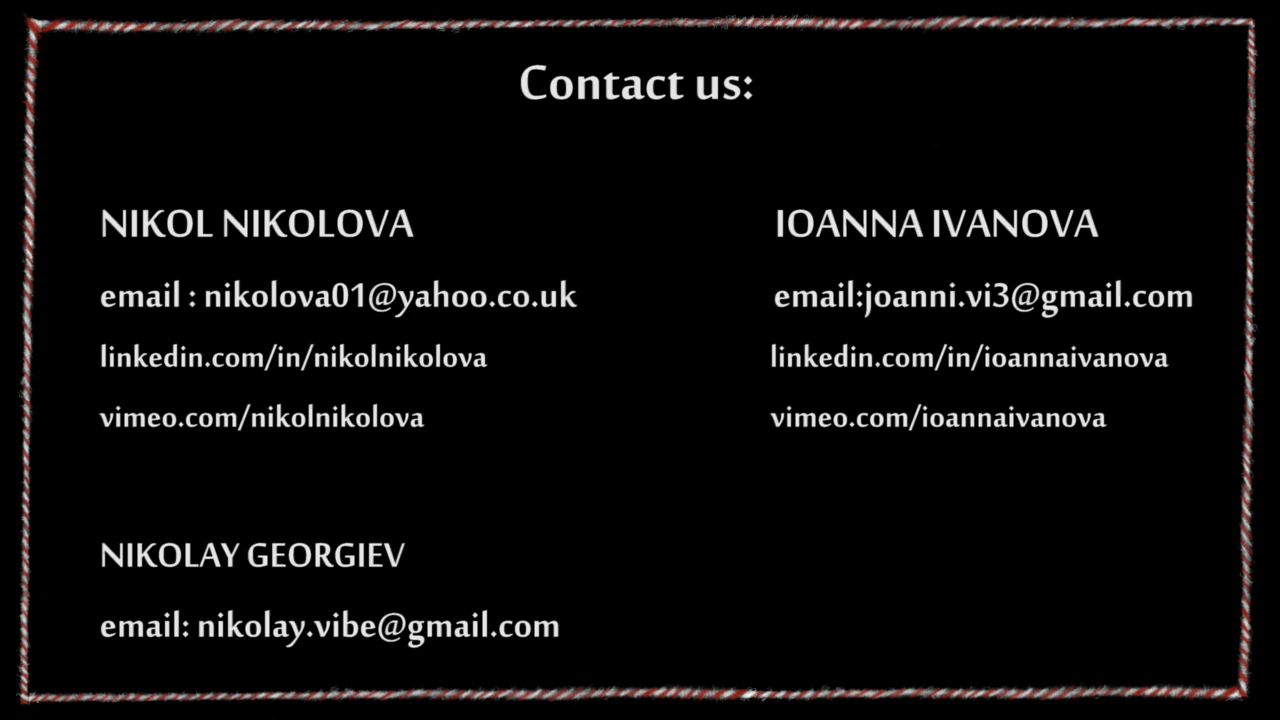 Contact us:
NIKOL NIKOLOVA
email : nikolova01@yahoo.co.uk
linkedin.com/in/nikolnikolova
vimeo.com/nikolnikolova
IOANNA IVANOVA
email:joanni.vi3@gmail.com
linkedin.com/in/ioannaivanova
vimeo.com/ioannaivanova
NIKOLAY GEORGIEV
email: nikolay.vibe@gmail.com